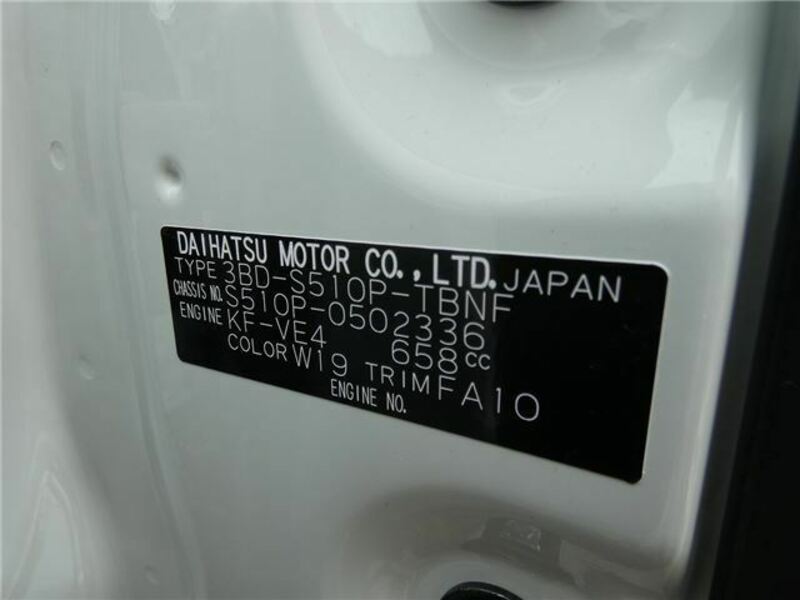 DAIHATSU MOTOR CO., LTD. JAPAN
TYPE 3BD-S510P-TBNF
CHASSIS NO. S510P-0502336
ENGINE KF-VE4 658cc
COLOR W19 TRIM FA10
ENGINE NO.